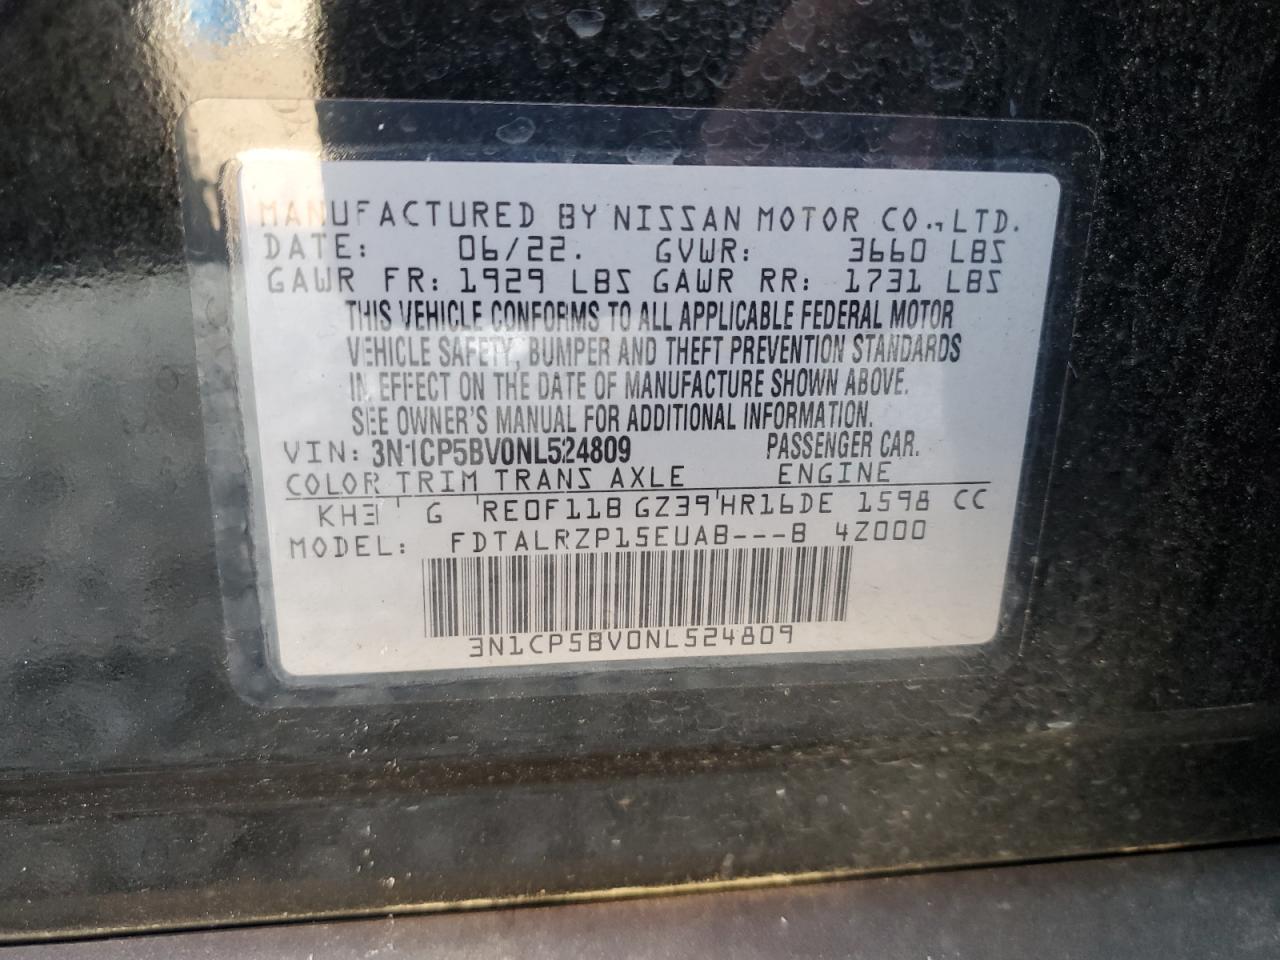 MANUFACTURED BY NISSAN MOTOR CO., LTD.
DATE: 06/22. GVWR: 3660 LBS
GAWR FR: 1929 LBS GAWR RR: 1731 LBS
THIS VEHICLE CONFORMS TO ALL APPLICABLE FEDERAL MOTOR
VEHICLE SAFETY, BUMPER AND THEFT PREVENTION STANDARDS
IN EFFECT ON THE DATE OF MANUFACTURE SHOWN ABOVE.
SEE OWNER'S MANUAL FOR ADDITIONAL INFORMATION.
VIN: 3N1CP5BV0NL524809 PASSENGER CAR.
COLOR TRIM TRANS AXLE ENGINE
KH3 G RE0F11B GZ39 HR16DE 1598 CC
MODEL: FDTALRZP15EUAB---B 4Z000
3N1CP5BV0NL524809